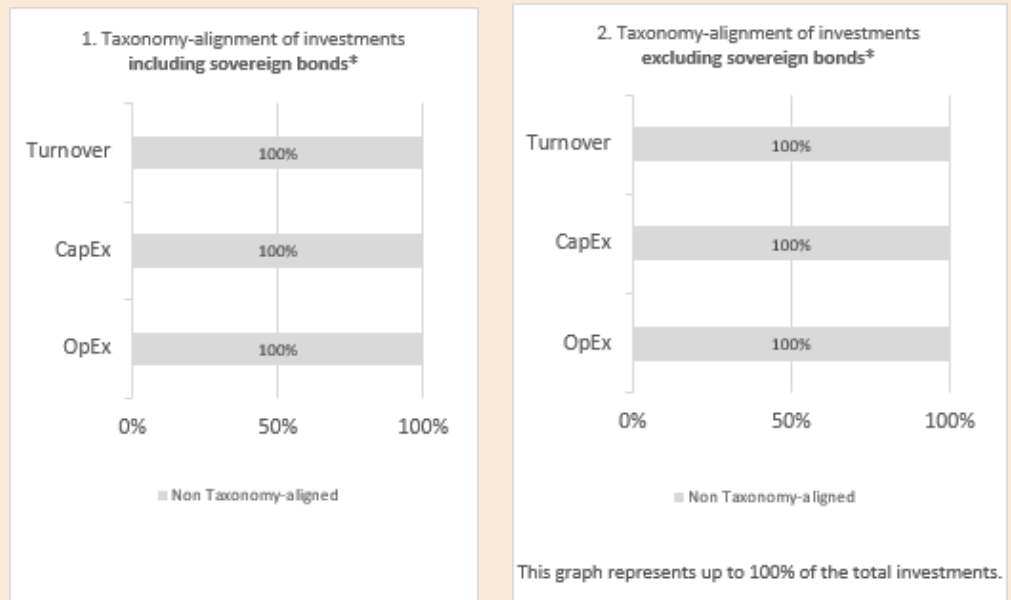 1. Taxonomy-alignment of investments
including sovereign bonds*
Turnover
100%
CapEx
100%
OpEx
100%
0%
50%
100%
Non Taxonomy-aligned
2. Taxonomy-alignment of investments
excluding sovereign bonds*
Turnover
100%
CapEx
100%
OpEx
100%
0%
50%
100%
Non Taxonomy-aligned
This graph represents up to 100% of the total investments.